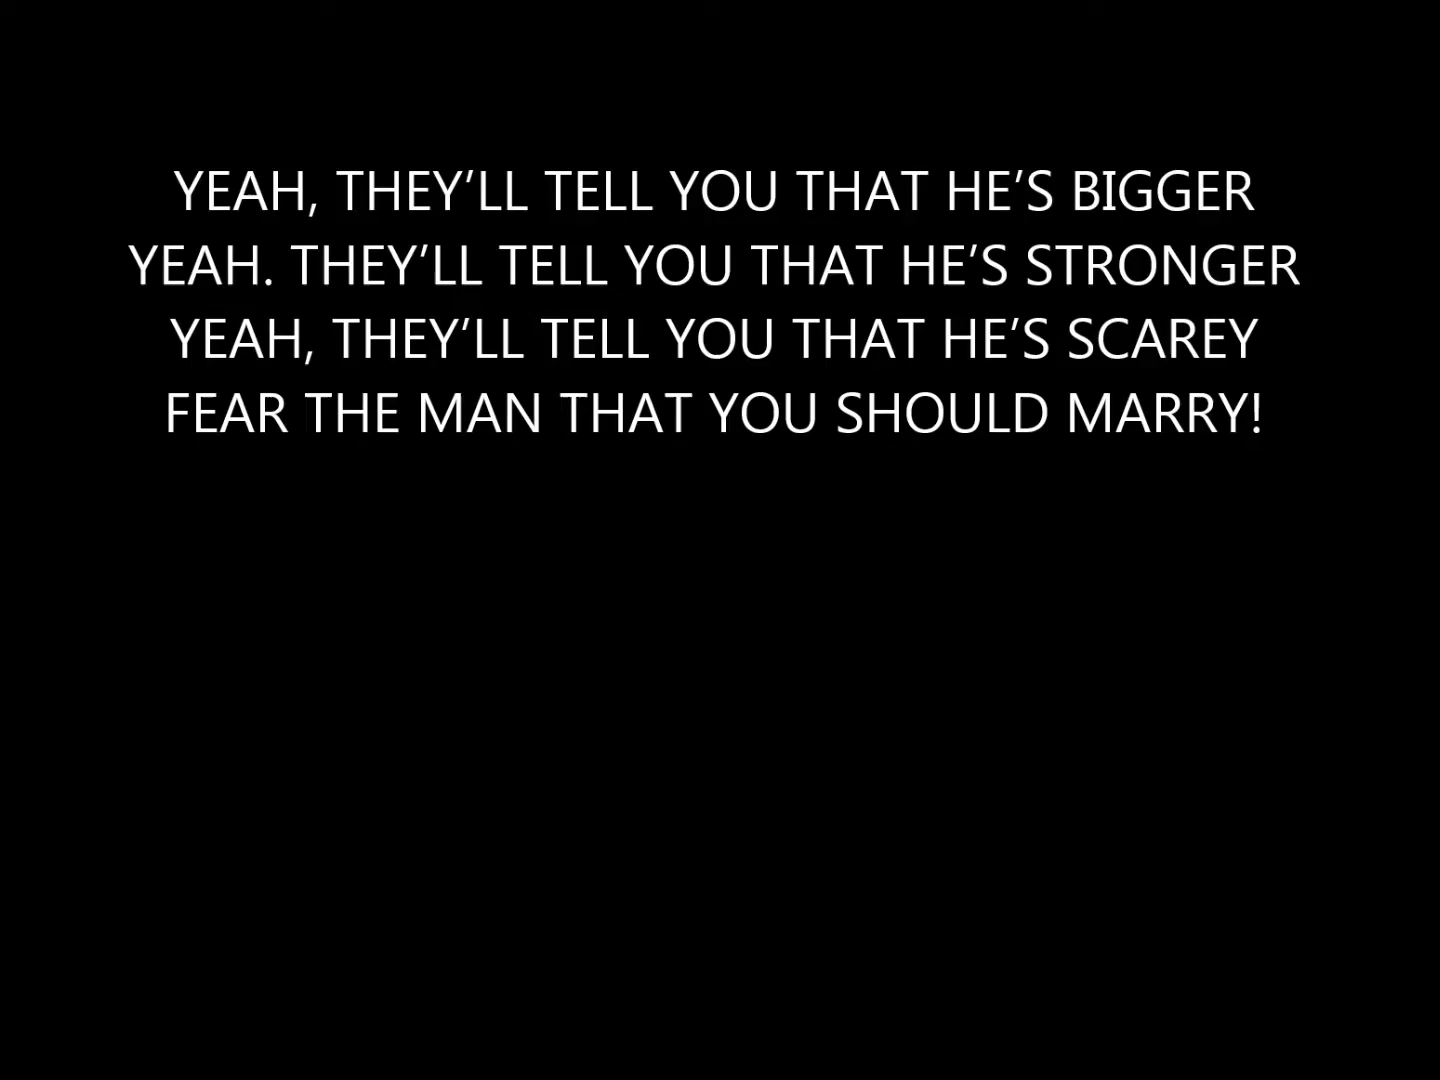 YEAH, THEY’LL TELL YOU THAT HE’S BIGGER
YEAH. THEY’LL TELL YOU THAT HE’S STRONGER
YEAH, THEY’LL TELL YOU THAT HE’S SCAREY
FEAR THE MAN THAT YOU SHOULD MARRY!